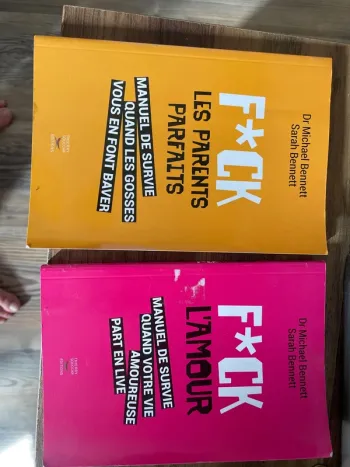 Dr Michael Bennett
Sarah Bennett
F*CK
LES PARENTS
PARFAITS
MANUEL DE SURVIE
QUAND LES GOSSES
VOUS EN FONT BAVER
Dr Michael Bennett
Sarah Bennett
F*CK
L'AMOUR
MANUEL DE SURVIE
QUAND VOTRE VIE
AMOUREUSE
PART EN LIVE